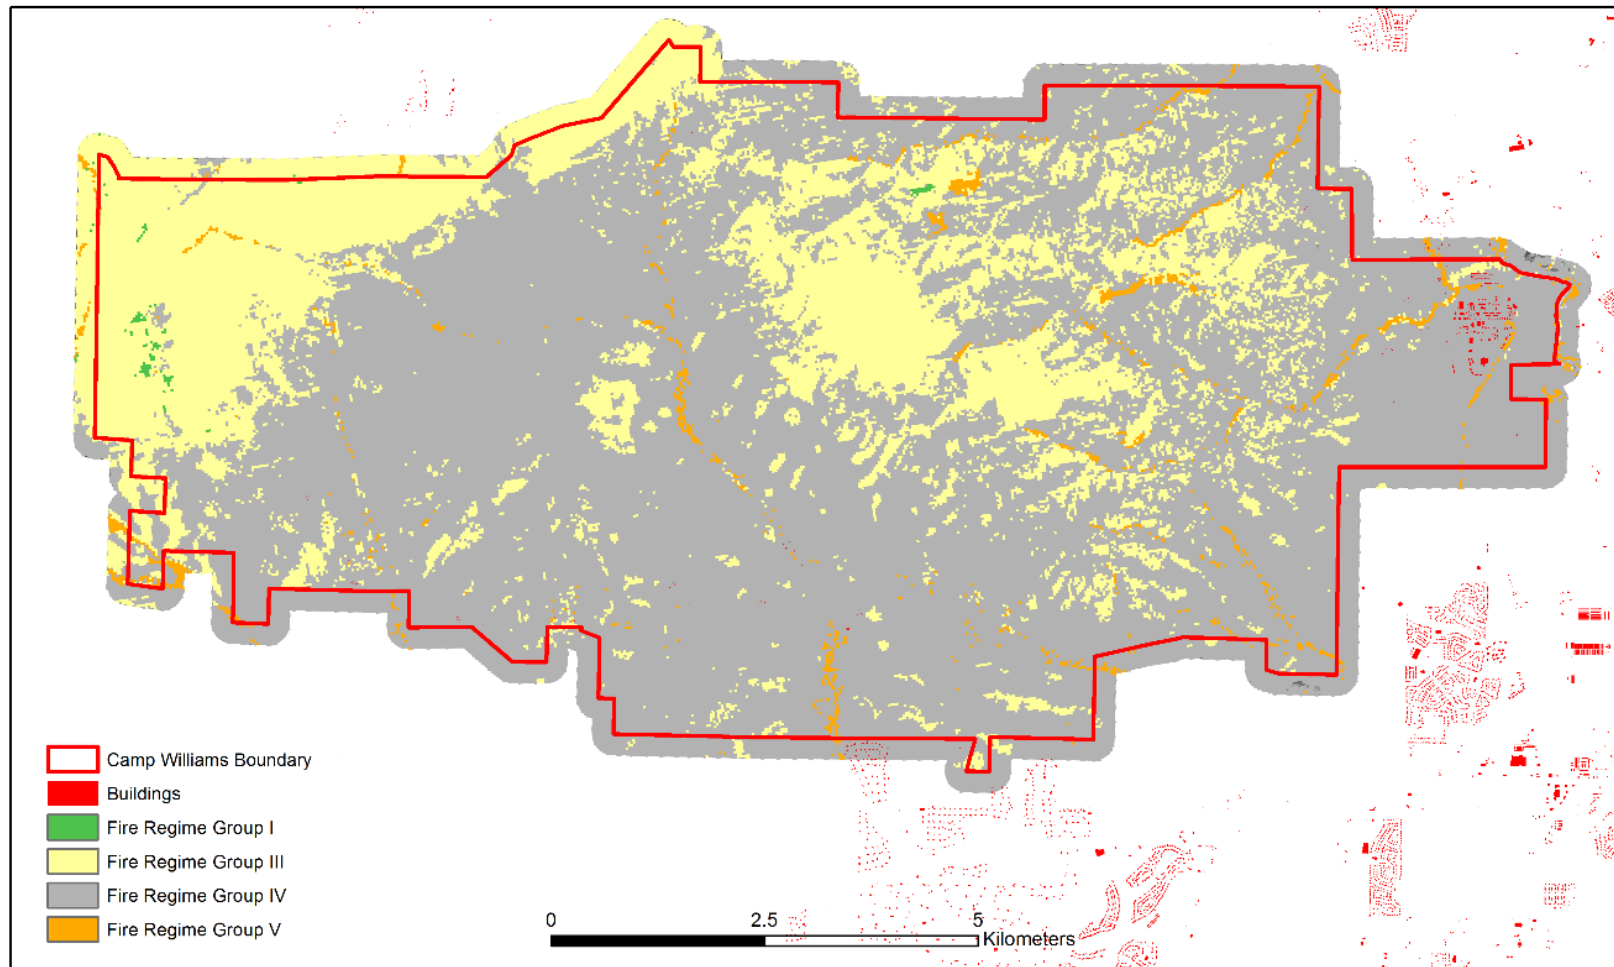 Camp Williams Boundary
Buildings
Fire Regime Group I
Fire Regime Group III
Fire Regime Group IV
Fire Regime Group V
0 2.5 5
Kilometers